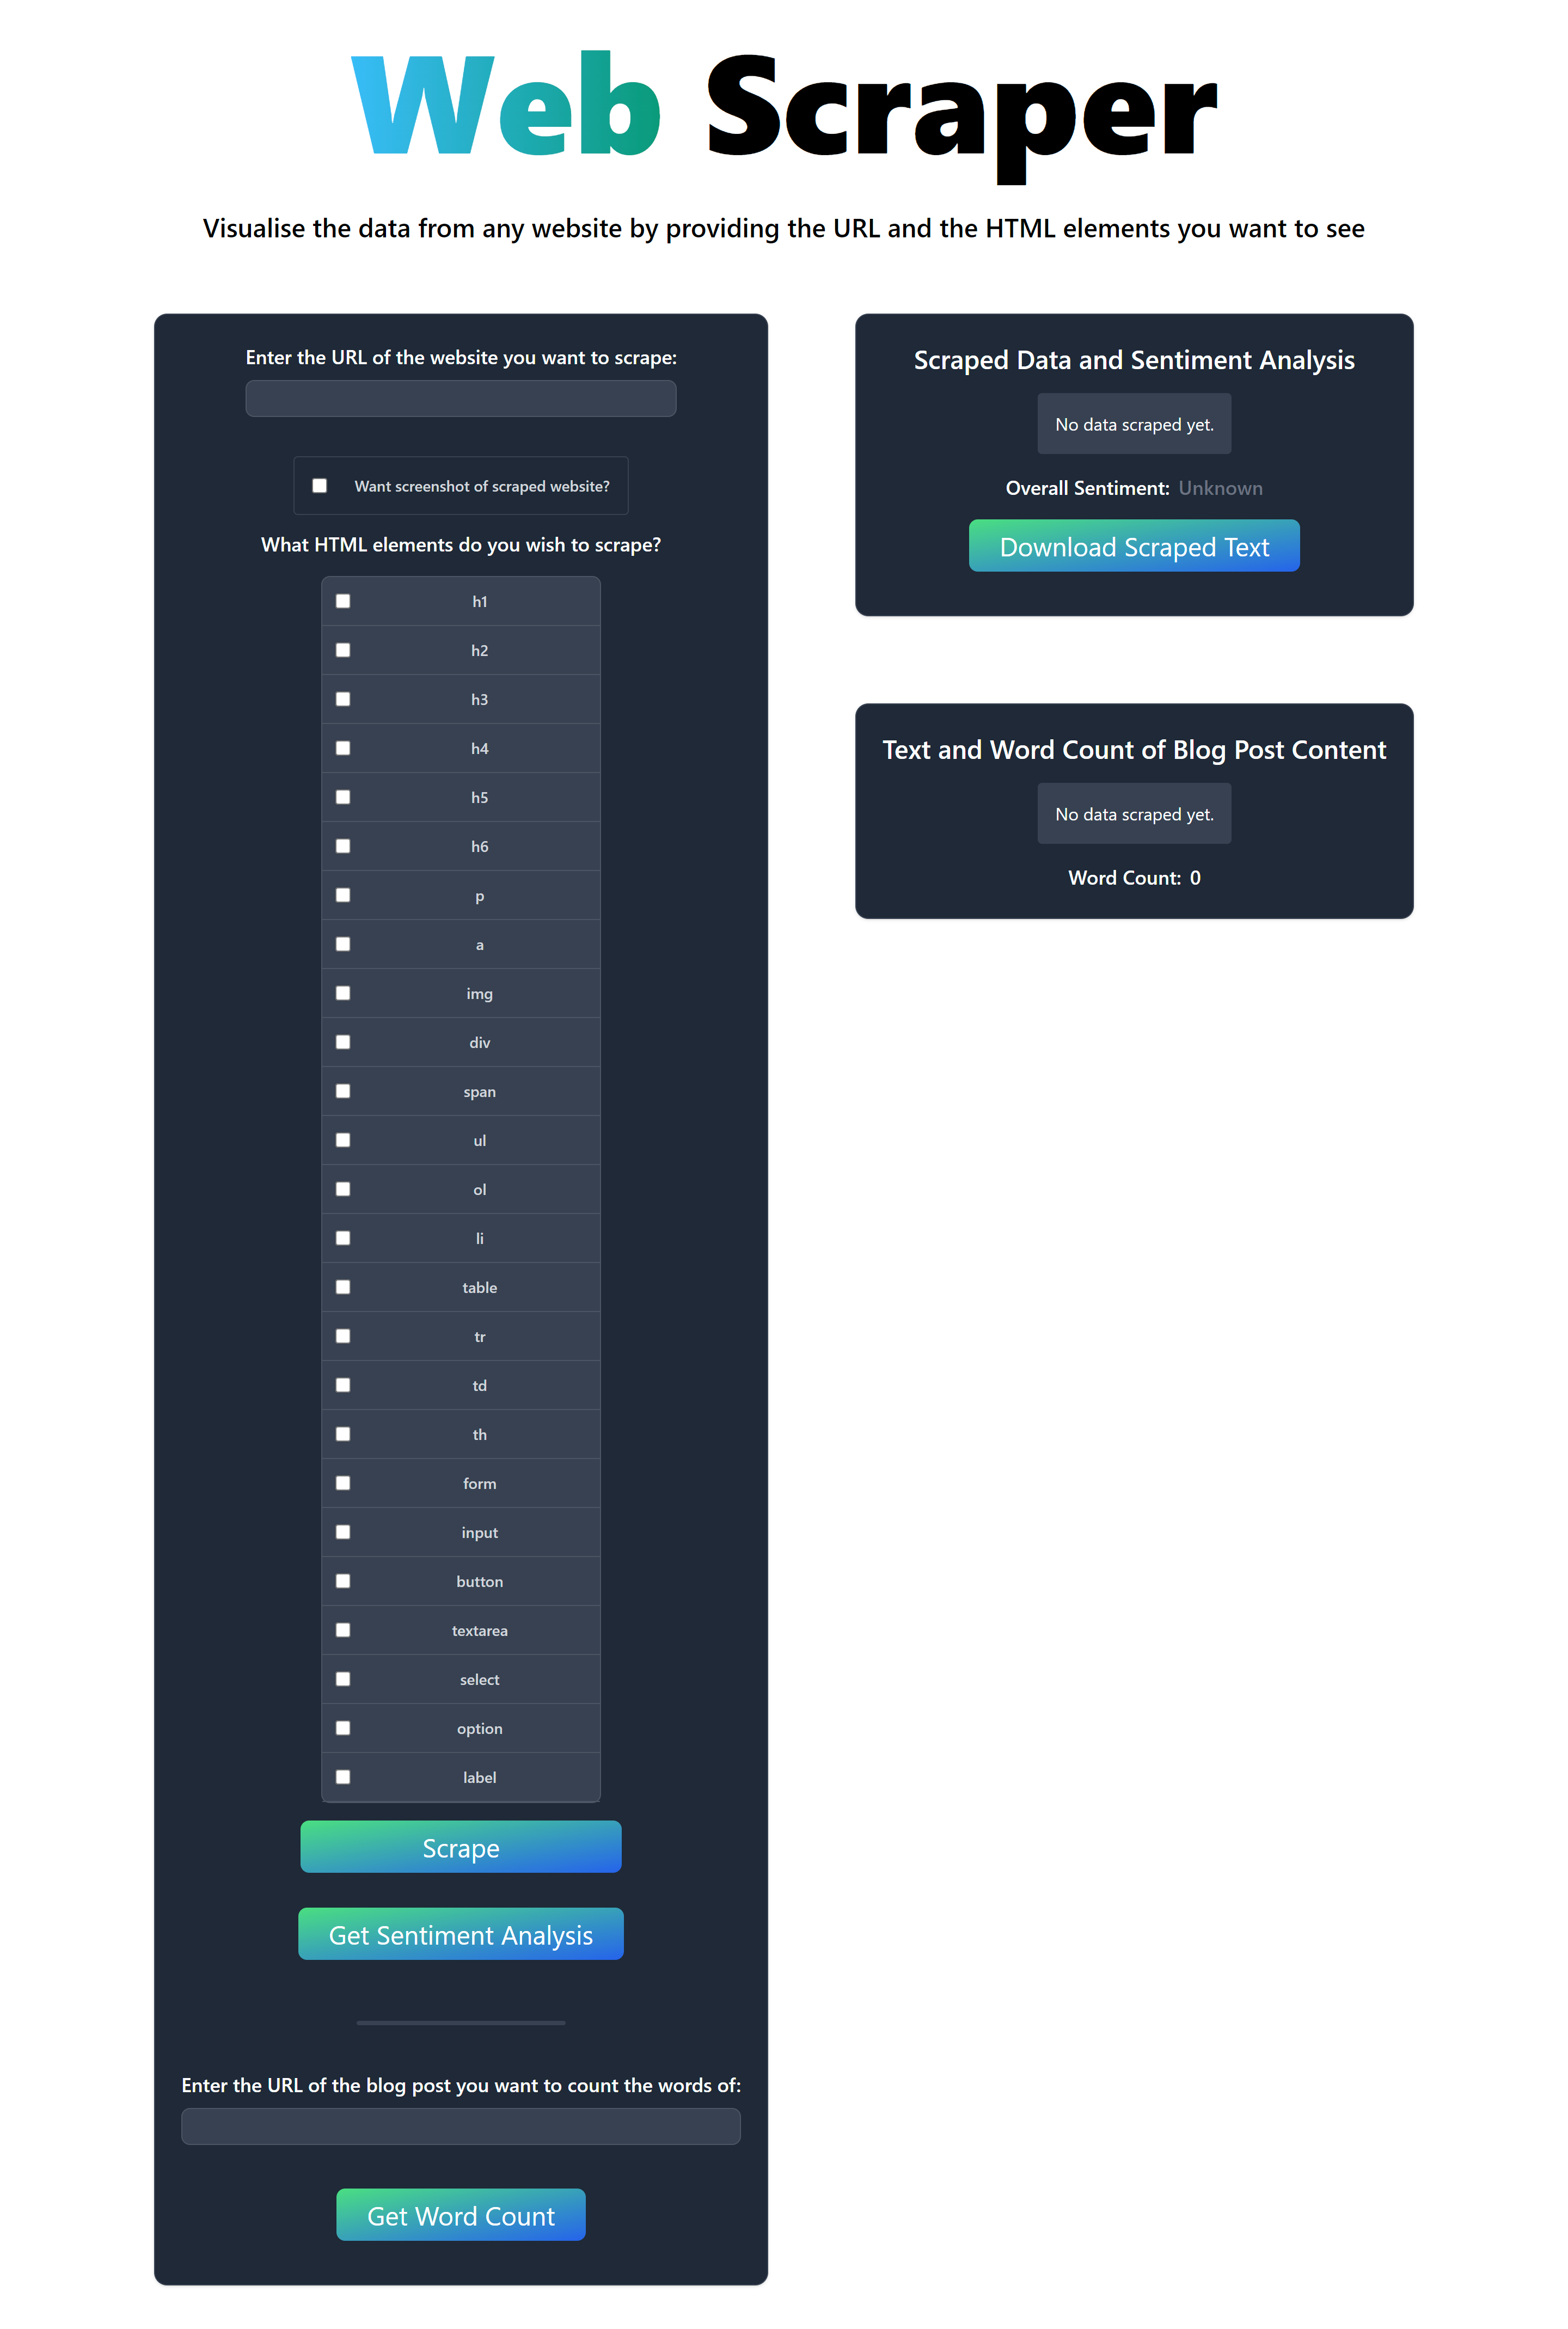 Web Scraper
Visualise the data from any website by providing the URL and the HTML elements you want to see
Enter the URL of the website you want to scrape:
Want screenshot of scraped website?
What HTML elements do you wish to scrape?
h1
h2
h3
h4
h5
h6
p
a
img
div
span
ul
ol
li
table
tr
td
th
form
input
button
textarea
select
option
label
Scrape
Get Sentiment Analysis
Enter the URL of the blog post you want to count the words of:
Get Word Count
Scraped Data and Sentiment Analysis
No data scraped yet.
Overall Sentiment: Unknown
Download Scraped Text
Text and Word Count of Blog Post Content
No data scraped yet.
Word Count: 0